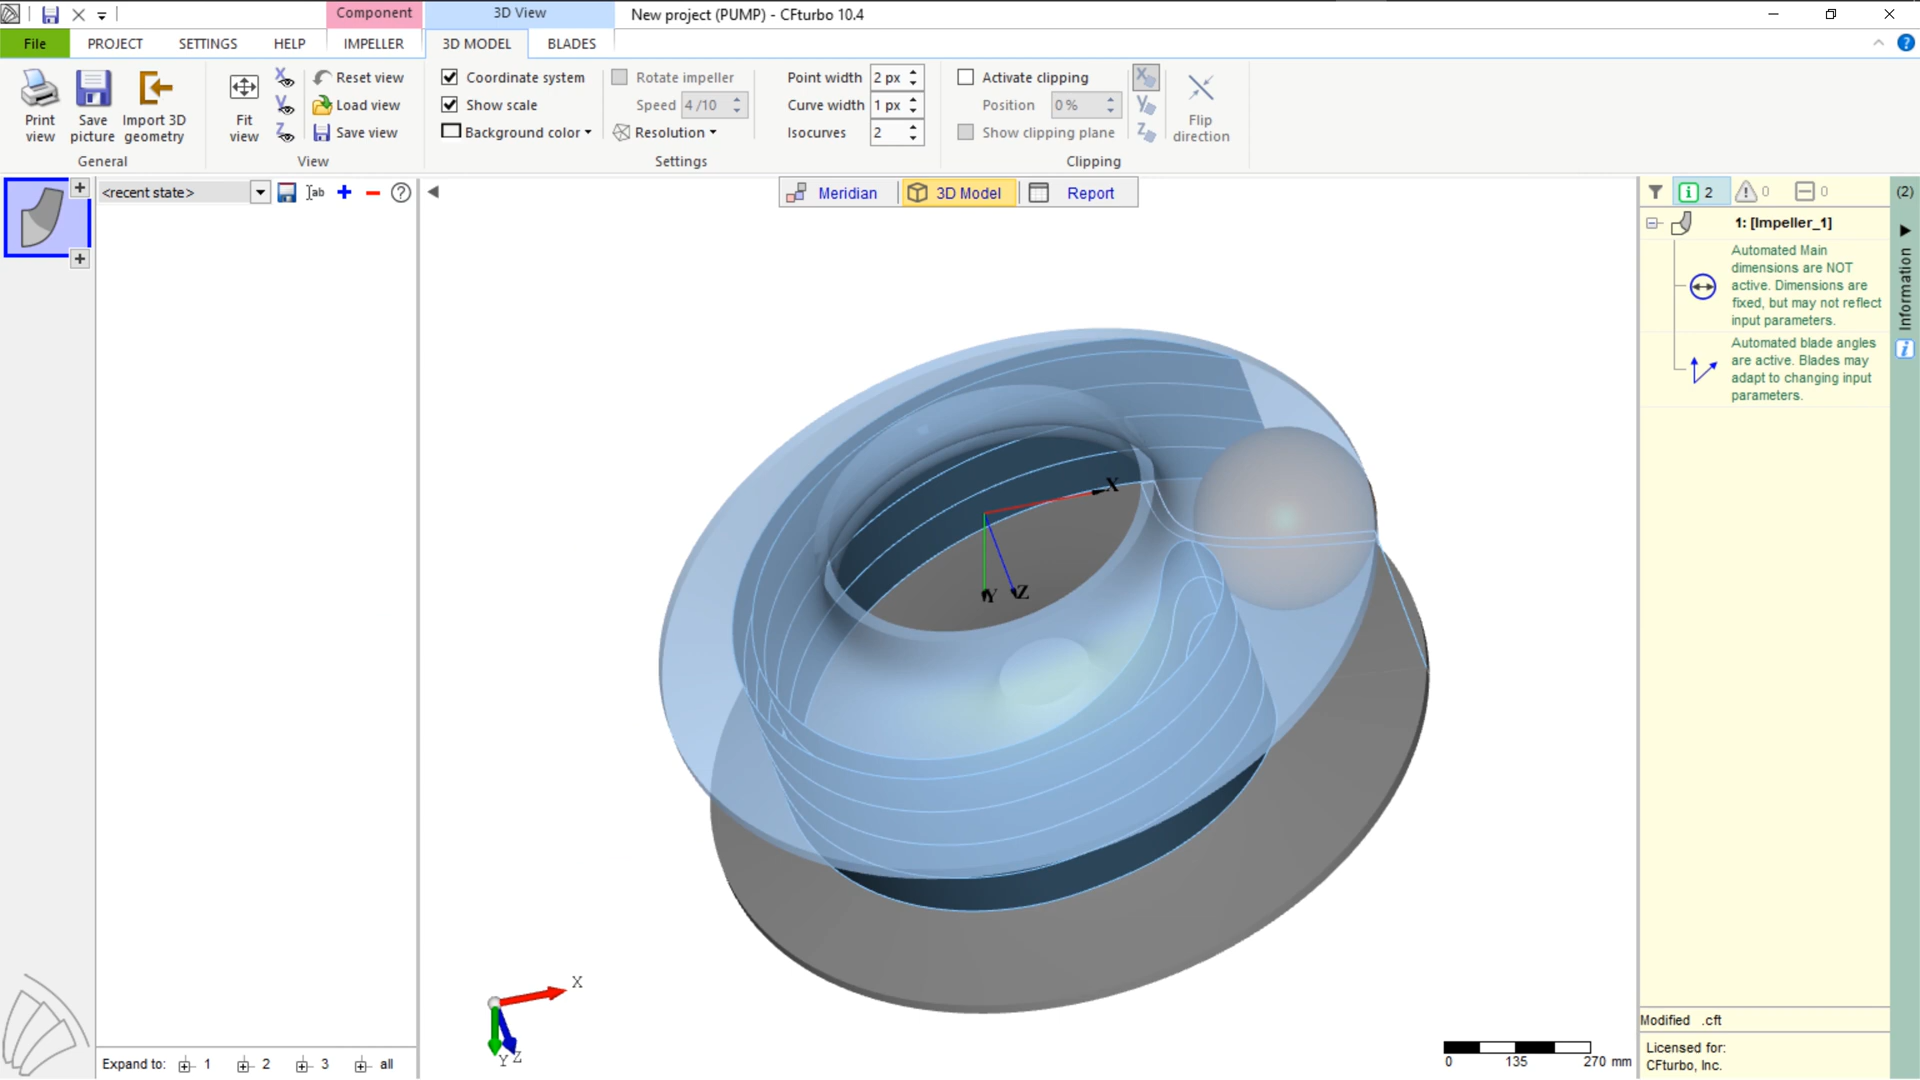 Component
3D View
New project (PUMP) - CFturbo 10.4
File
PROJECT
SETTINGS
HELP
IMPELLER
3D MODEL
BLADES
Print view
Save picture
Import 3D geometry
General
Fit view
X
Y
Z
Reset view
Load view
Save view
View
Coordinate system
Show scale
Background color
Rotate impeller
Speed 4/10
Resolution
Settings
Point width 2 px
Curve width 1 px
Isocurves 2
Activate clipping
Position 0%
Show clipping plane
X
Y
Z
Flip direction
Clipping
<recent state>
ab
Meridian
3D Model
Report
2
0
0
(2)
1: [Impeller_1]
Automated Main
dimensions are NOT
active. Dimensions are
fixed, but may not reflect
input parameters.
Automated blade angles
are active. Blades may
adapt to changing input
parameters.
Information
X
Y
Z
X
Y
Z
0 135 270 mm
Expand to: 1 2 3 all
Modified .cft
Licensed for:
CFturbo, Inc.